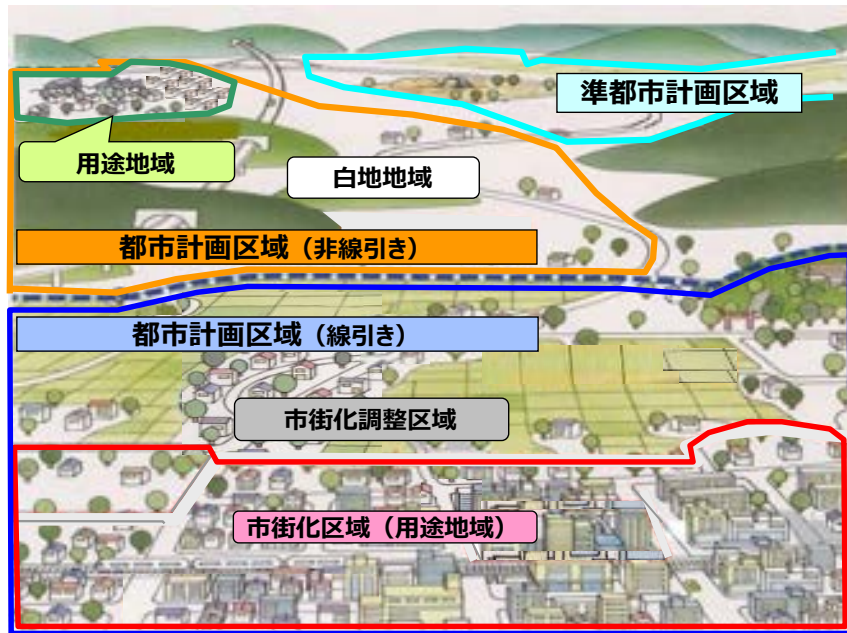 準都市計画区域
用途地域
白地地域
都市計画区域（非線引き）
都市計画区域（線引き）
市街化調整区域
市街化区域（用途地域）